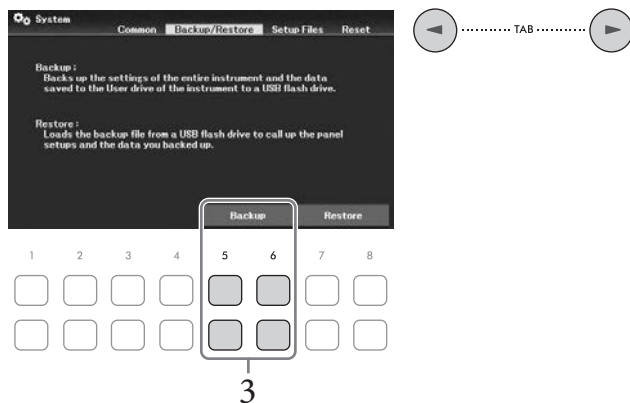 System
Common Backup/Restore Setup Files Reset
TAB
Backup :
Backs up the settings of the entire instrument and the data
saved to the User drive of the instrument to a USB flash drive.
Restore :
Loads the backup file from a USB flash drive to call up the panel
setups and the data you backed up.
Backup Restore
1 2 3 4 5 6 7 8
3